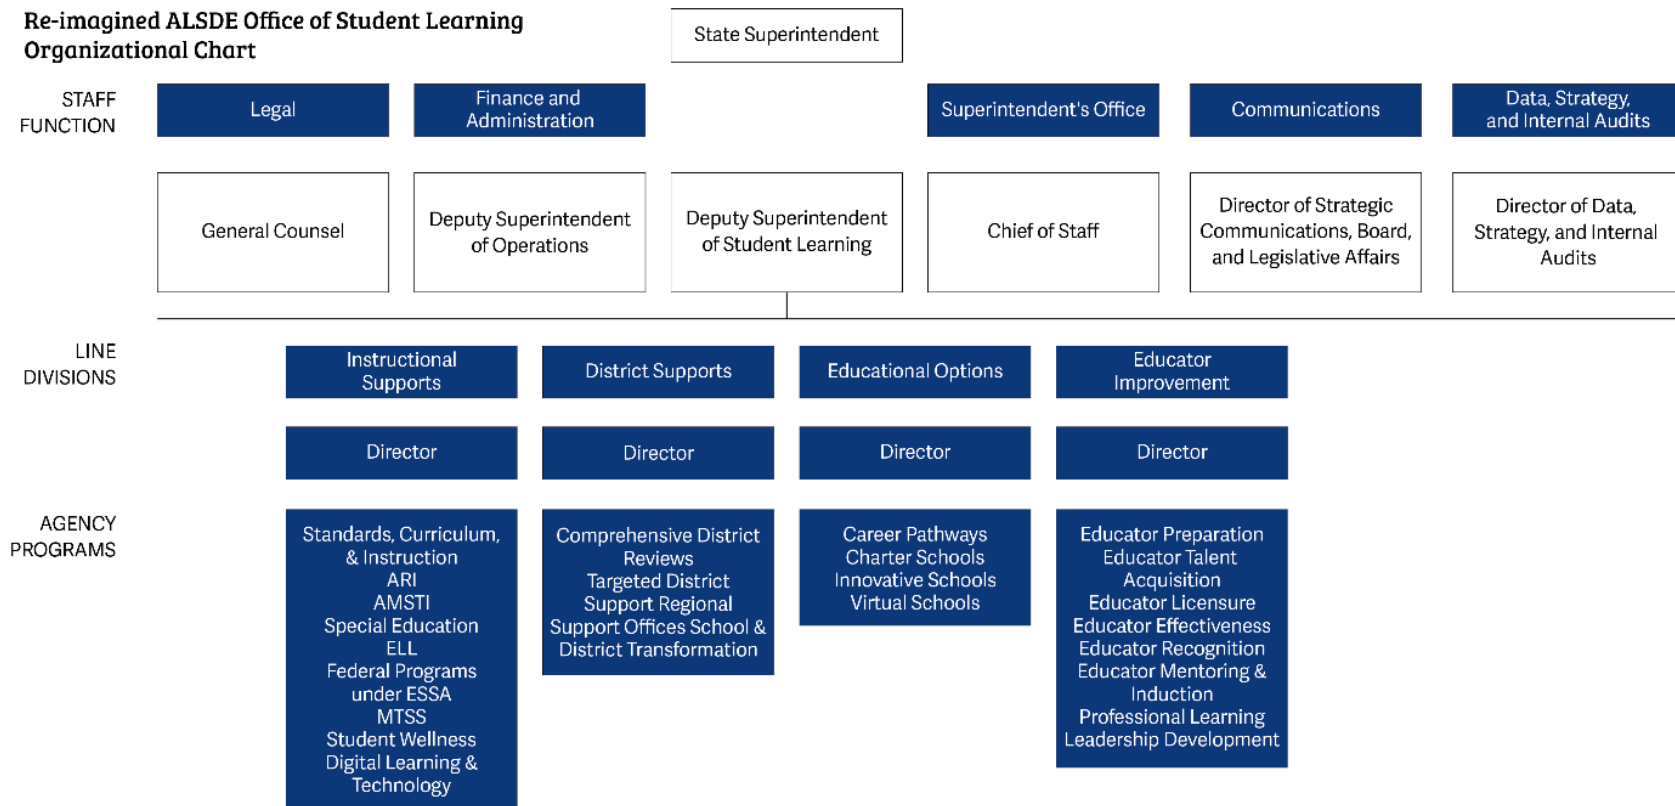 Re-imagined ALSDE Office of Student Learning
Organizational Chart
State Superintendent
STAFF
FUNCTION
Legal
Finance and
Administration
Superintendent's Office
Communications
Data, Strategy,
and Internal Audits
General Counsel
Deputy Superintendent
of Operations
Deputy Superintendent
of Student Learning
Chief of Staff
Director of Strategic
Communications, Board,
and Legislative Affairs
Director of Data,
Strategy, and Internal
Audits
LINE
DIVISIONS
Instructional
Supports
District Supports
Educational Options
Educator
Improvement
Director
Director
Director
Director
AGENCY
PROGRAMS
Standards, Curriculum,
& Instruction
ARI
AMSTI
Special Education
ELL
Federal Programs
under ESSA
MTSS
Student Wellness
Digital Learning &
Technology
Comprehensive District
Reviews
Targeted District
Support Regional
Support Offices School &
District Transformation
Career Pathways
Charter Schools
Innovative Schools
Virtual Schools
Educator Preparation
Educator Talent
Acquisition
Educator Licensure
Educator Effectiveness
Educator Recognition
Educator Mentoring &
Induction
Professional Learning
Leadership Development